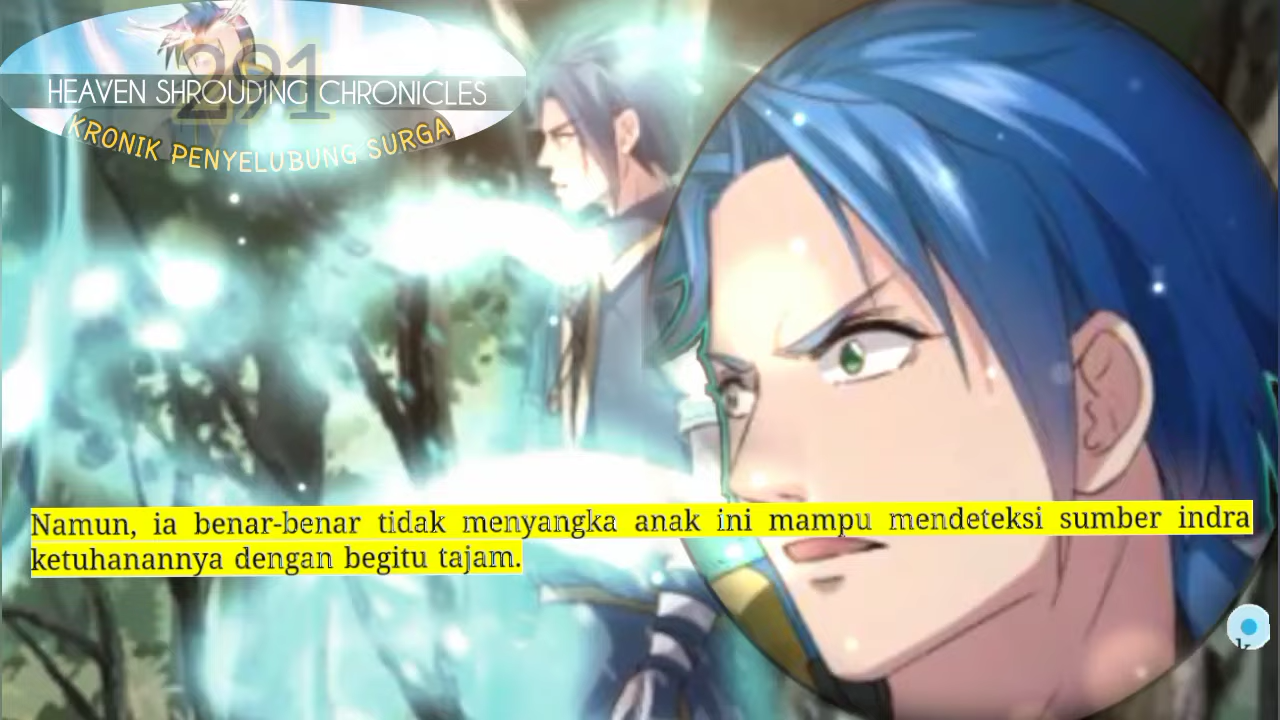 291
HEAVEN SHROUDING CHRONICLES
KRONIK PENYELUBUNG SURGA
Namun, ia benar-benar tidak menyangka anak ini mampu mendeteksi sumber indra
ketuhanannya dengan begitu tajam.